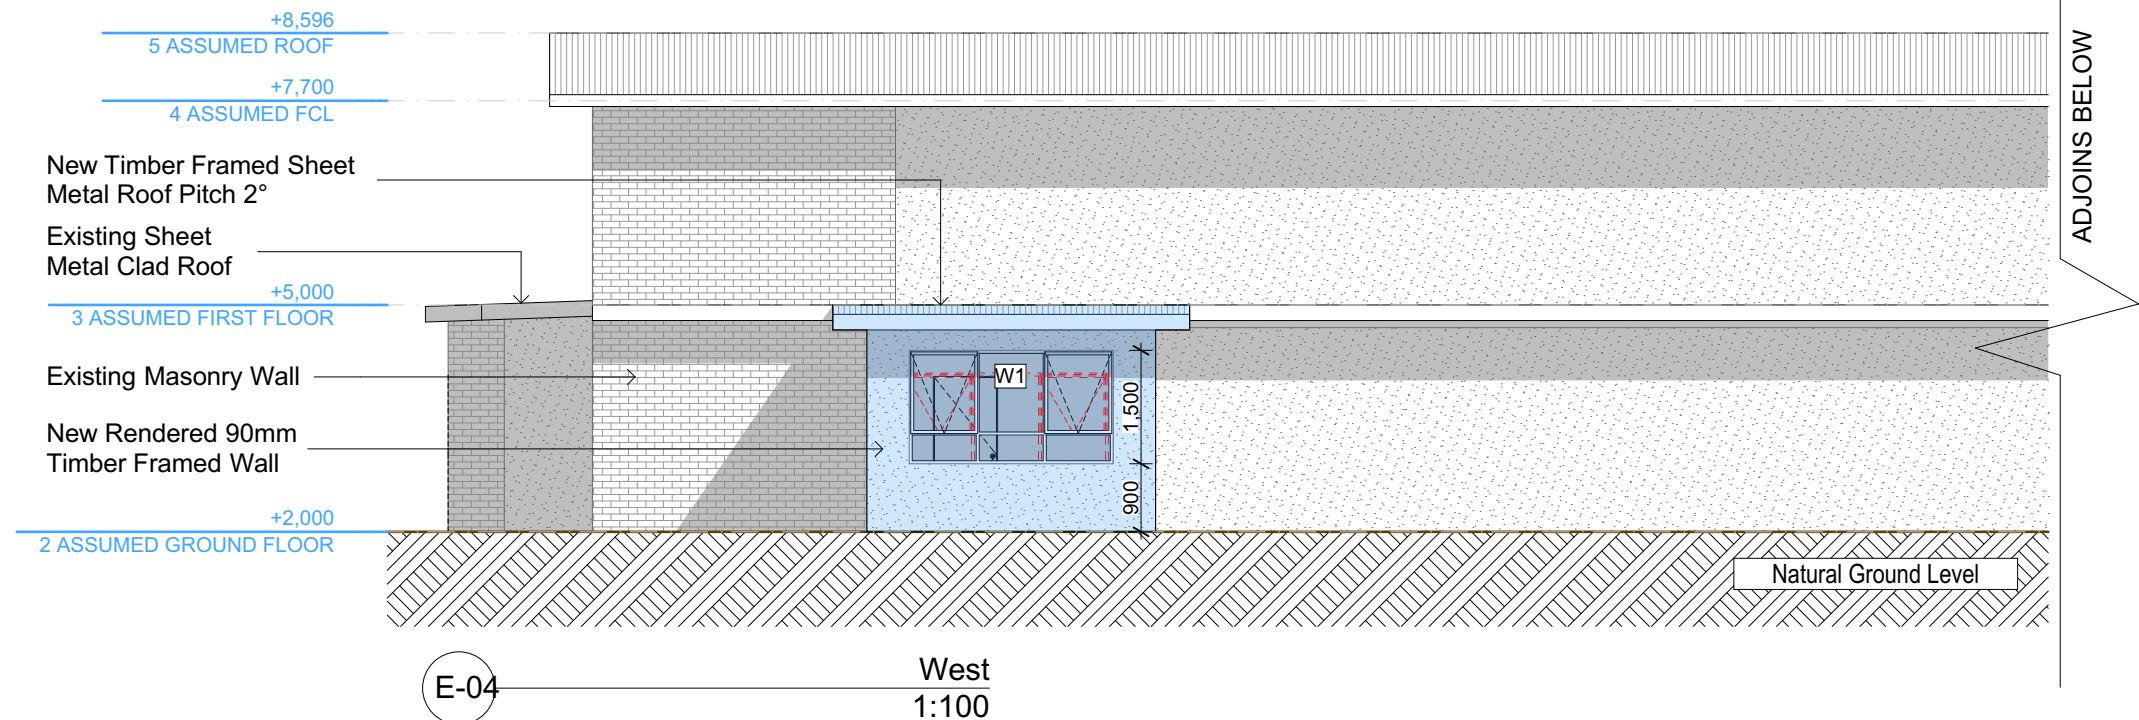 +8,596
5 ASSUMED ROOF
+7,700
4 ASSUMED FCL
New Timber Framed Sheet
Metal Roof Pitch 2°
Existing Sheet
Metal Clad Roof
+5,000
3 ASSUMED FIRST FLOOR
Existing Masonry Wall
New Rendered 90mm
Timber Framed Wall
+2,000
2 ASSUMED GROUND FLOOR
W1
1,500
900
ADJOINS BELOW
Natural Ground Level
E-04
West
1:100